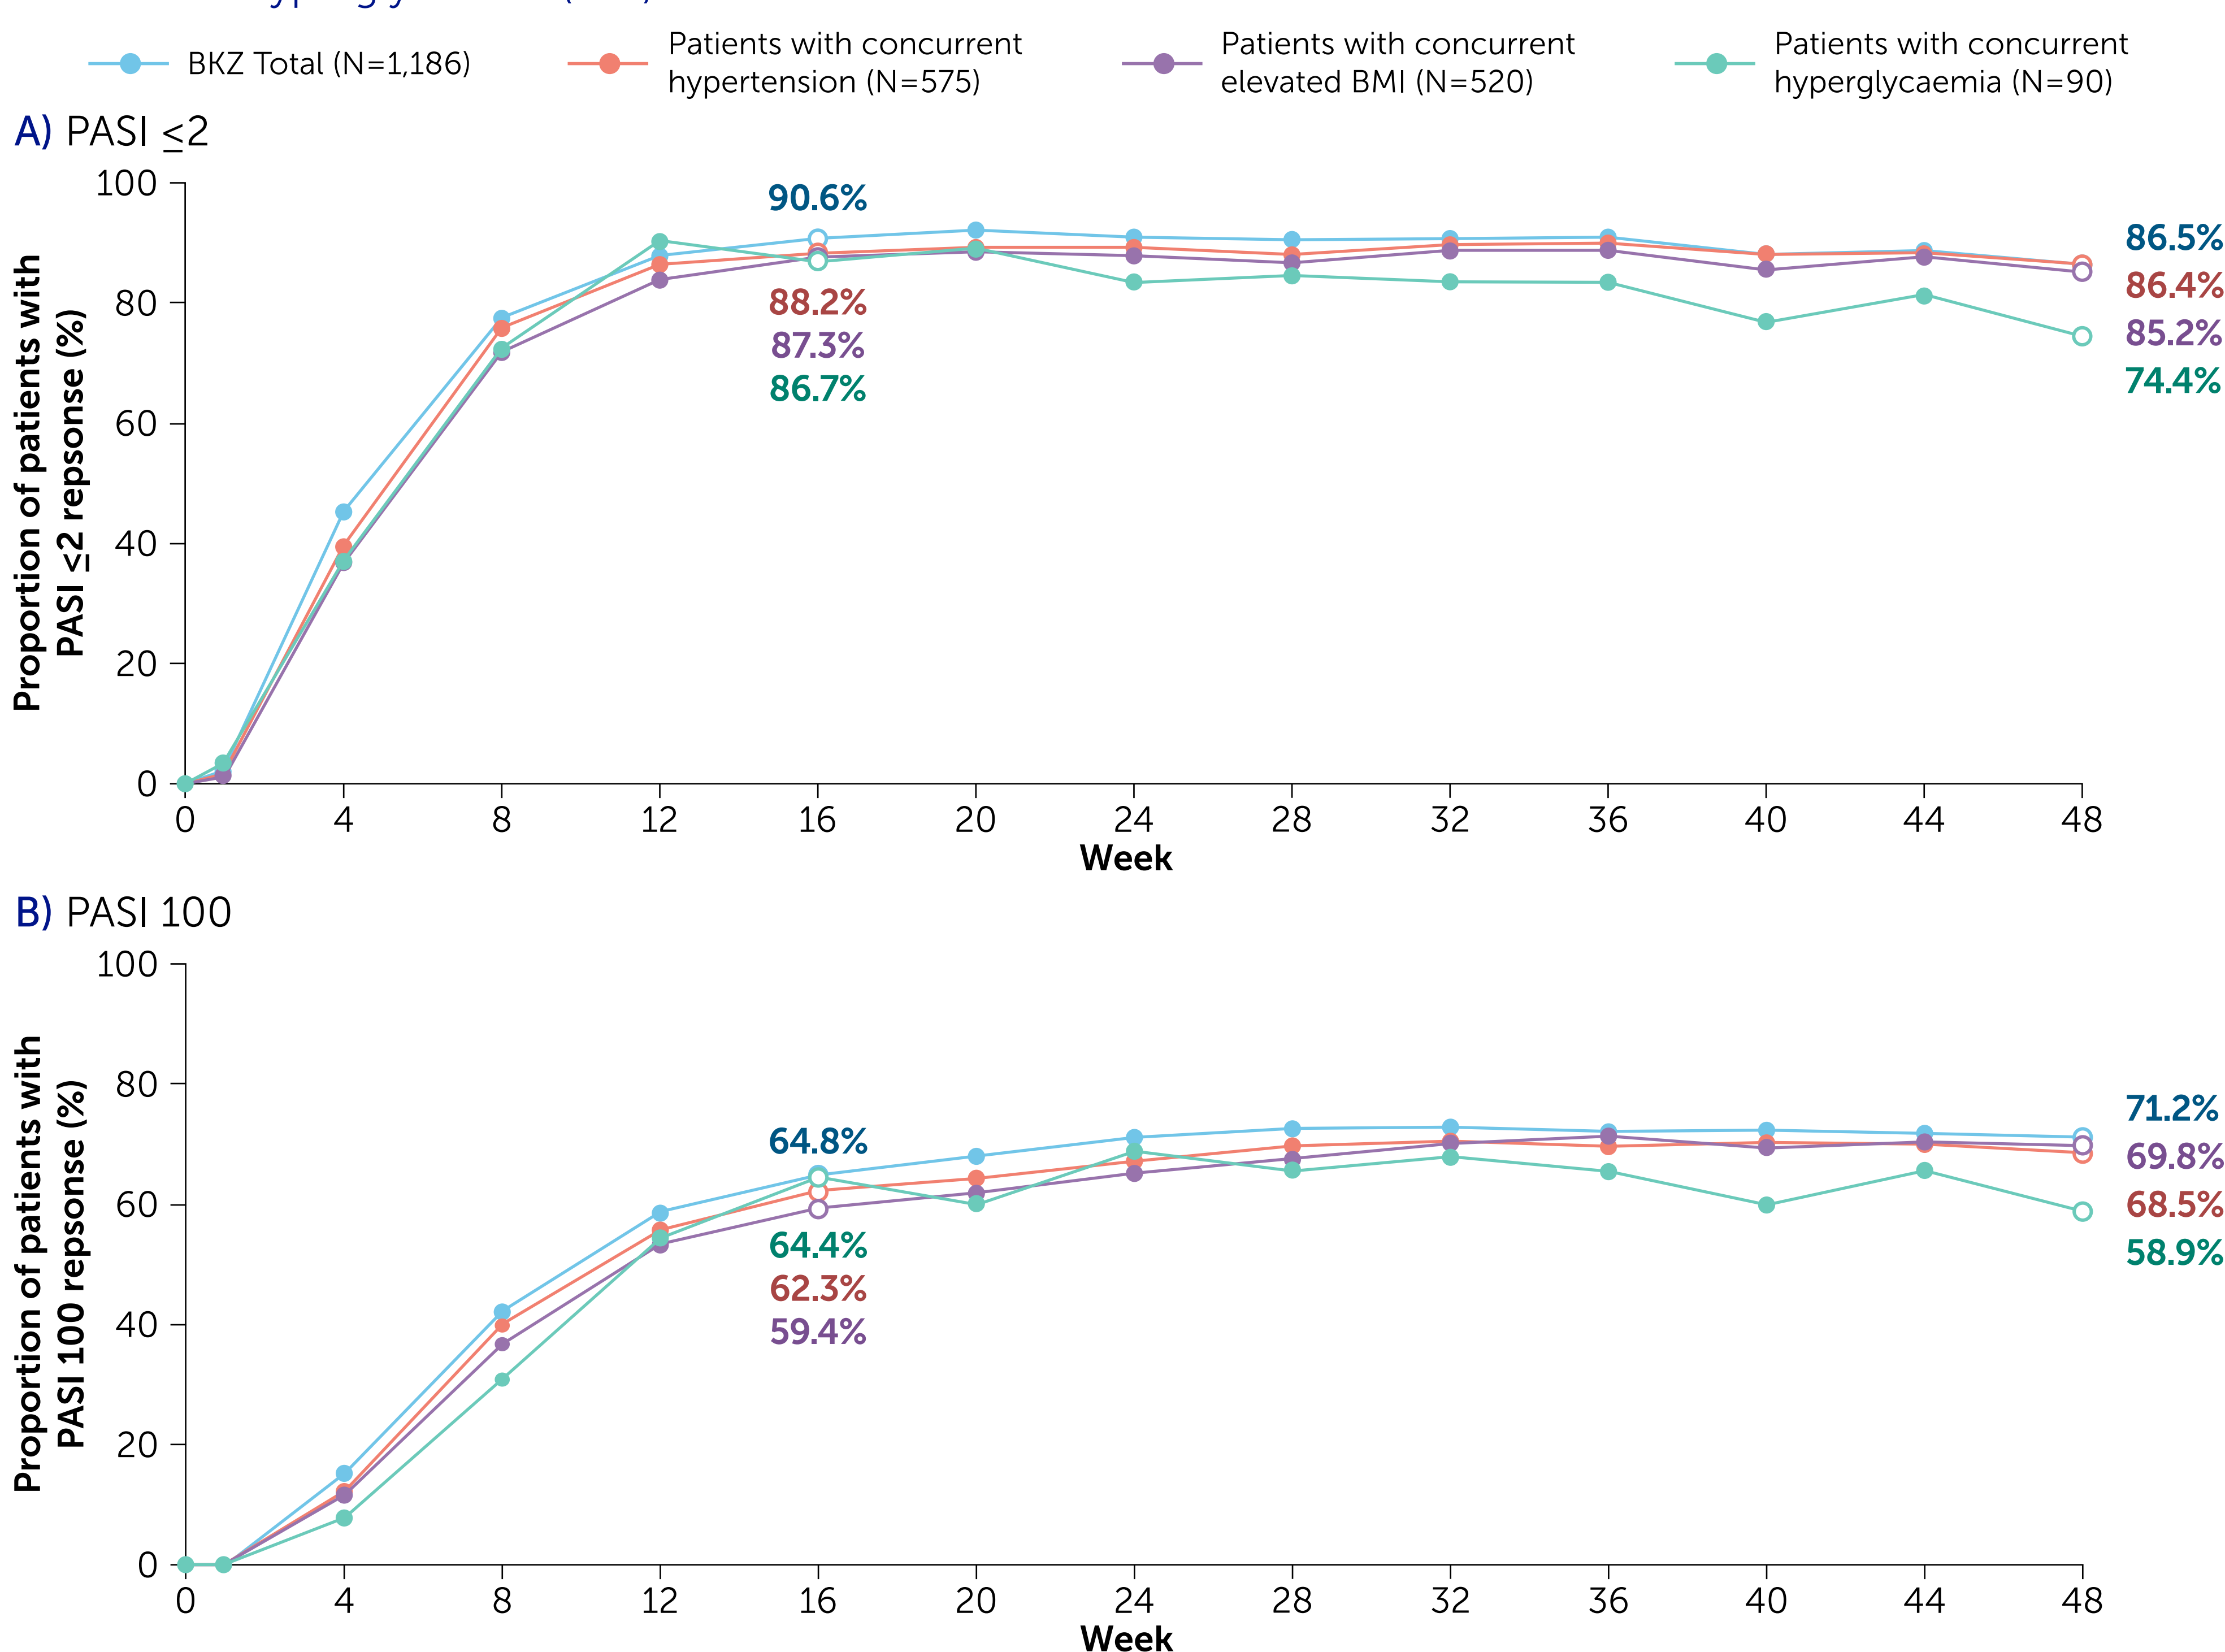 BKZ Total (N=1,186)
Patients with concurrent
hypertension (N=575)
Patients with concurrent
elevated BMI (N=520)
Patients with concurrent
hyperglycaemia (N=90)
A) PASI ≤2
Proportion of patients with
PASI ≤2 repsonse (%)
100
80
60
40
20
0
90.6%
88.2%
87.3%
86.7%
86.5%
86.4%
85.2%
74.4%
0 4 8 12 16 20 24 28 32 36 40 44 48
Week
B) PASI 100
Proportion of patients with
PASI 100 repsonse (%)
100
80
60
40
20
0
64.8%
64.4%
62.3%
59.4%
71.2%
69.8%
68.5%
58.9%
0 4 8 12 16 20 24 28 32 36 40 44 48
Week